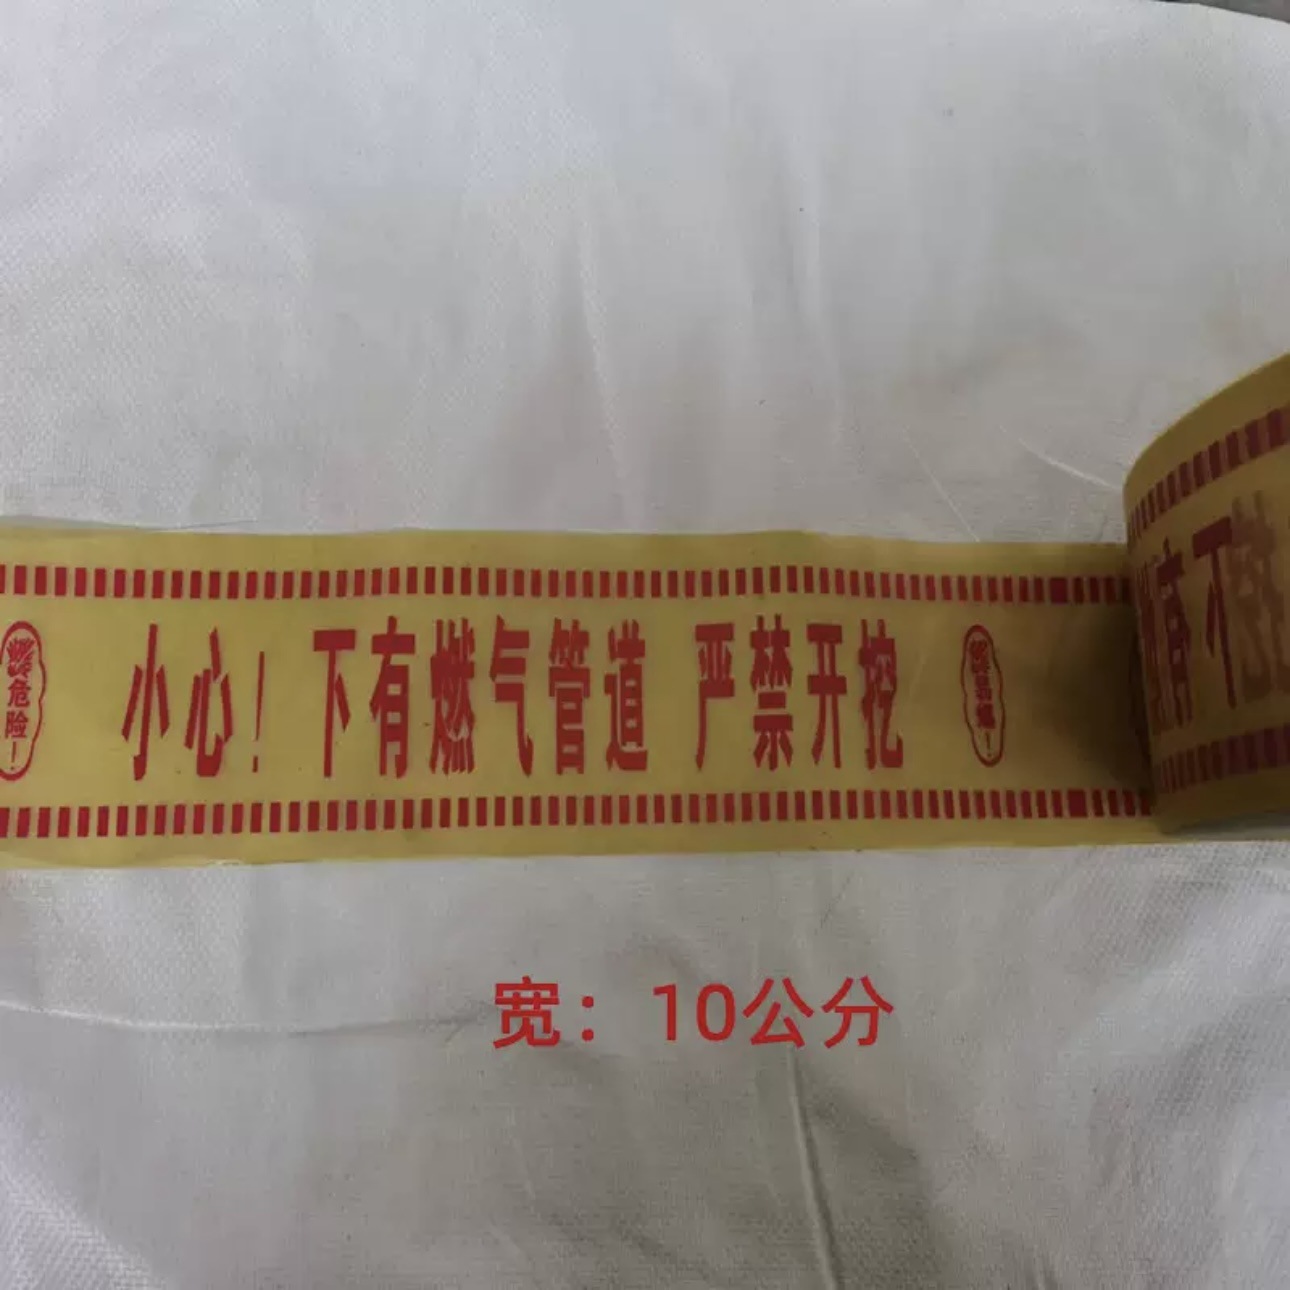 危险！
小心！ 下有燃气管道 严禁开挖
宽：10公分